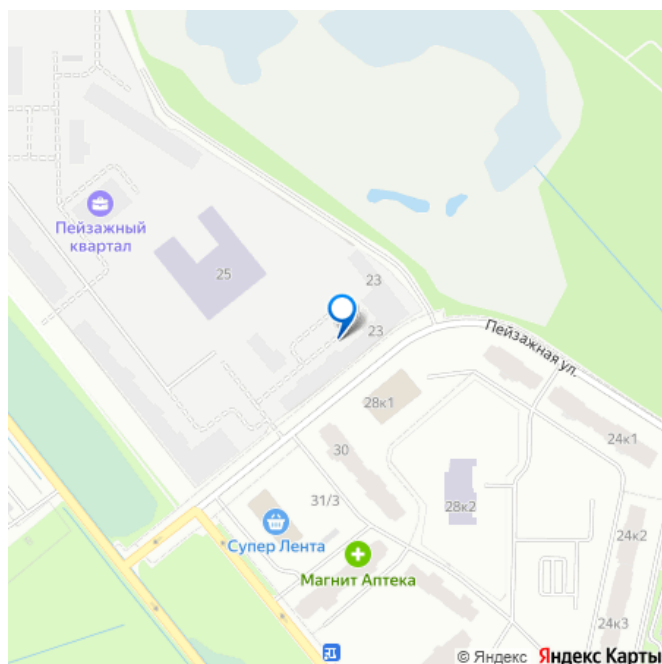 Пейзажный
квартал
25
23
23
Пейзажная ул.
28к1
24к1
30
28к2
31/3
24к2
Супер Лента
Магнит Аптека
24к3
© Яндекс Яндекс Карты